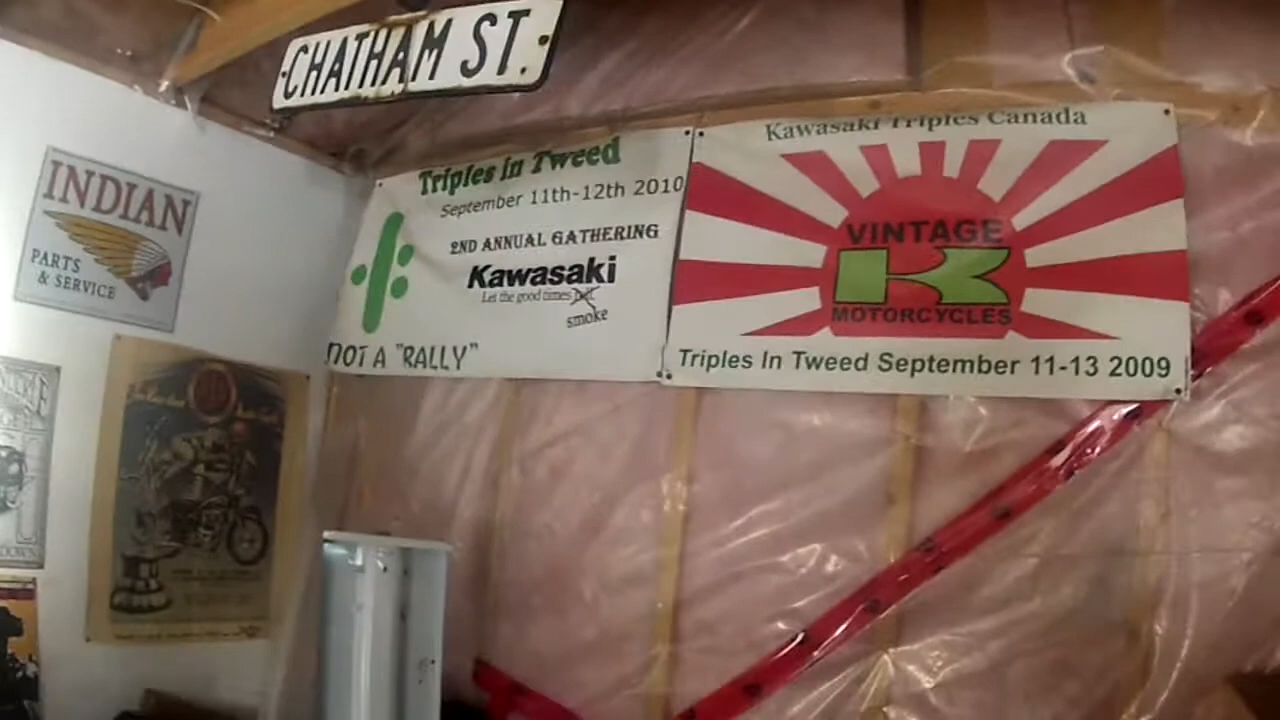 CHATHAM ST.
INDIAN
PARTS
& SERVICE
Triples in Tweed
September 11th-12th 2010
2ND ANNUAL GATHERING
Kawasaki
Let the good times
smoke
NOT A "RALLY"
Kawasaki Triples Canada
VINTAGE
K
MOTORCYCLES
Triples In Tweed September 11-13 2009